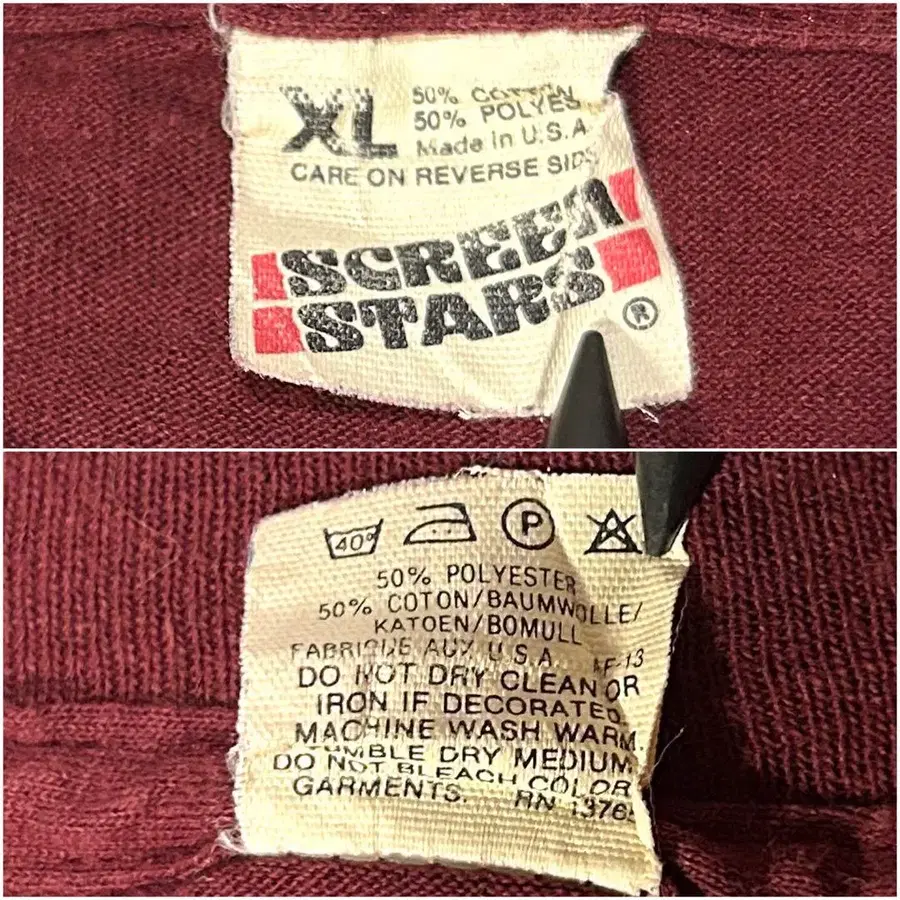 XL
50% COTTON
50% POLYES
Made in U.S.A
CARE ON REVERSE SIDE
SCREEN
STARS
®
40°
P
50% POLYESTER
50% COTON/BAUMWOLLE/
KATOEN/BOMULL
FABRIQUE AUX U.S.A. F-13
DO NOT DRY CLEAN OR
IRON IF DECORATED.
MACHINE WASH WARM.
TUMBLE DRY MEDIUM
DO NOT BLEACH COLOR
GARMENTS. RN